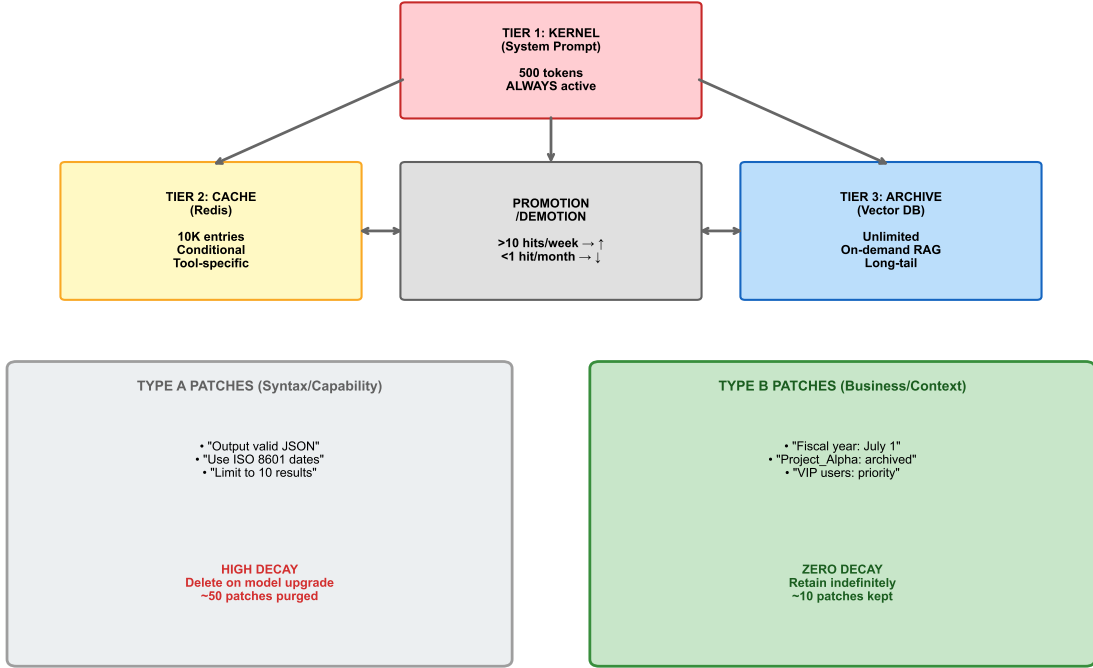 TIER 1: KERNEL
(System Prompt)
500 tokens
ALWAYS active
TIER 2: CACHE
(Redis)
10K entries
Conditional
Tool-specific
PROMOTION
/DEMOTION
>10 hits/week → ↑
<1 hit/month → ↓
TIER 3: ARCHIVE
(Vector DB)
Unlimited
On-demand RAG
Long-tail
TYPE A PATCHES (Syntax/Capability)
• "Output valid JSON"
• "Use ISO 8601 dates"
• "Limit to 10 results"
HIGH DECAY
Delete on model upgrade
~50 patches purged
TYPE B PATCHES (Business/Context)
• "Fiscal year: July 1"
• "Project_Alpha: archived"
• "VIP users: priority"
ZERO DECAY
Retain indefinitely
~10 patches kept